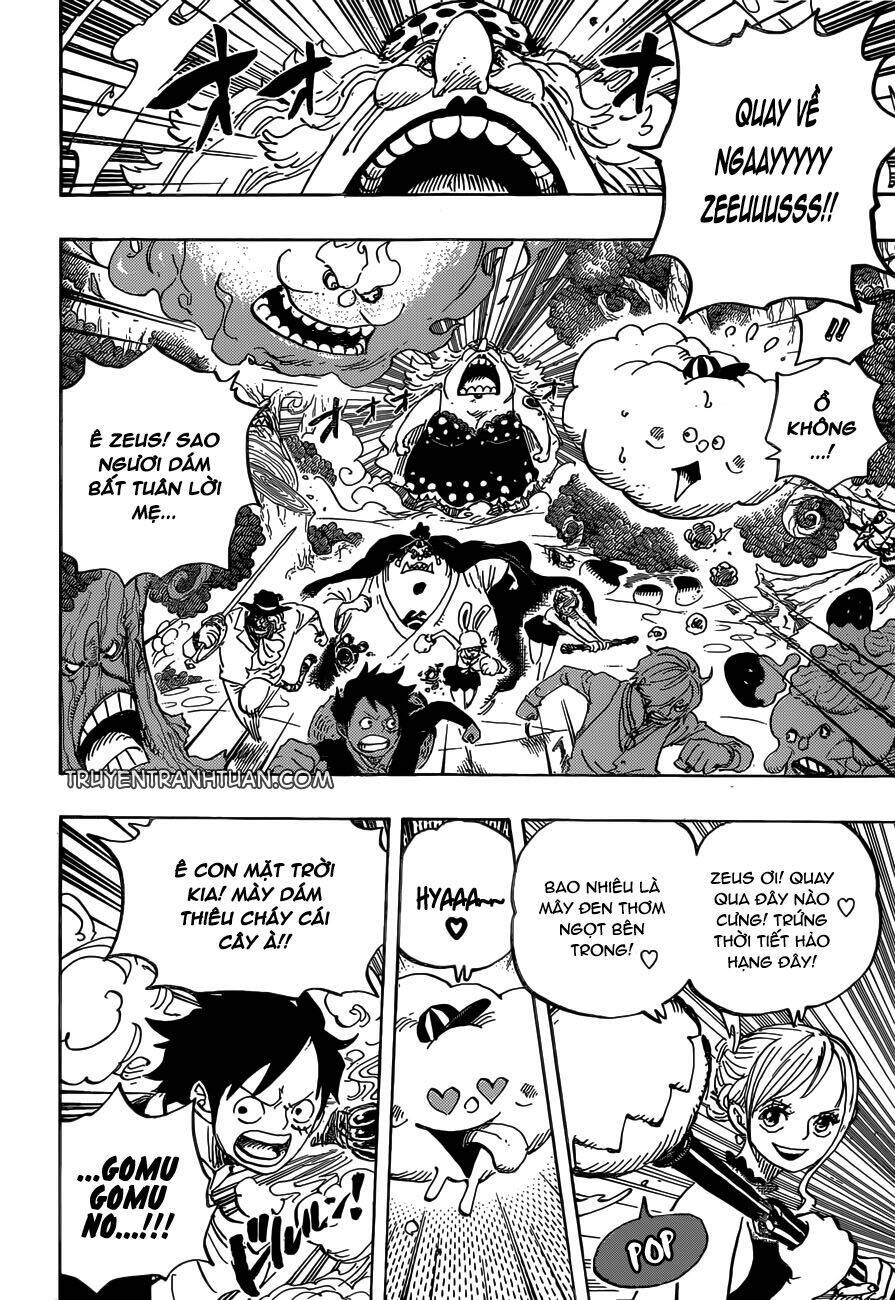 QUAY VỀ
NGAAYYYYY
ZEEUUUSSS!!
!!
Ồ
KHÔNG
...!
Ê ZEUS! SAO
NGƯƠI DÁM
BẤT TUÂN LỜI
MẸ...
TRUYENTRANHTUAN.COM
ZEUS ƠI! QUAY
QUA ĐÂY NÀO
CƯNG! TRỨNG
THỜI TIẾT HẢO
HẠNG ĐÂY!
BAO NHIÊU LÀ
MÂY ĐEN THƠM
NGỌT BÊN
TRONG!
POP
HYAAA~~
Ê CON MẶT TRỜI
KIA! MÀY DÁM
THIÊU CHÁY CÁI
CÂY À!!
...GOMU
GOMU
NO...!!!